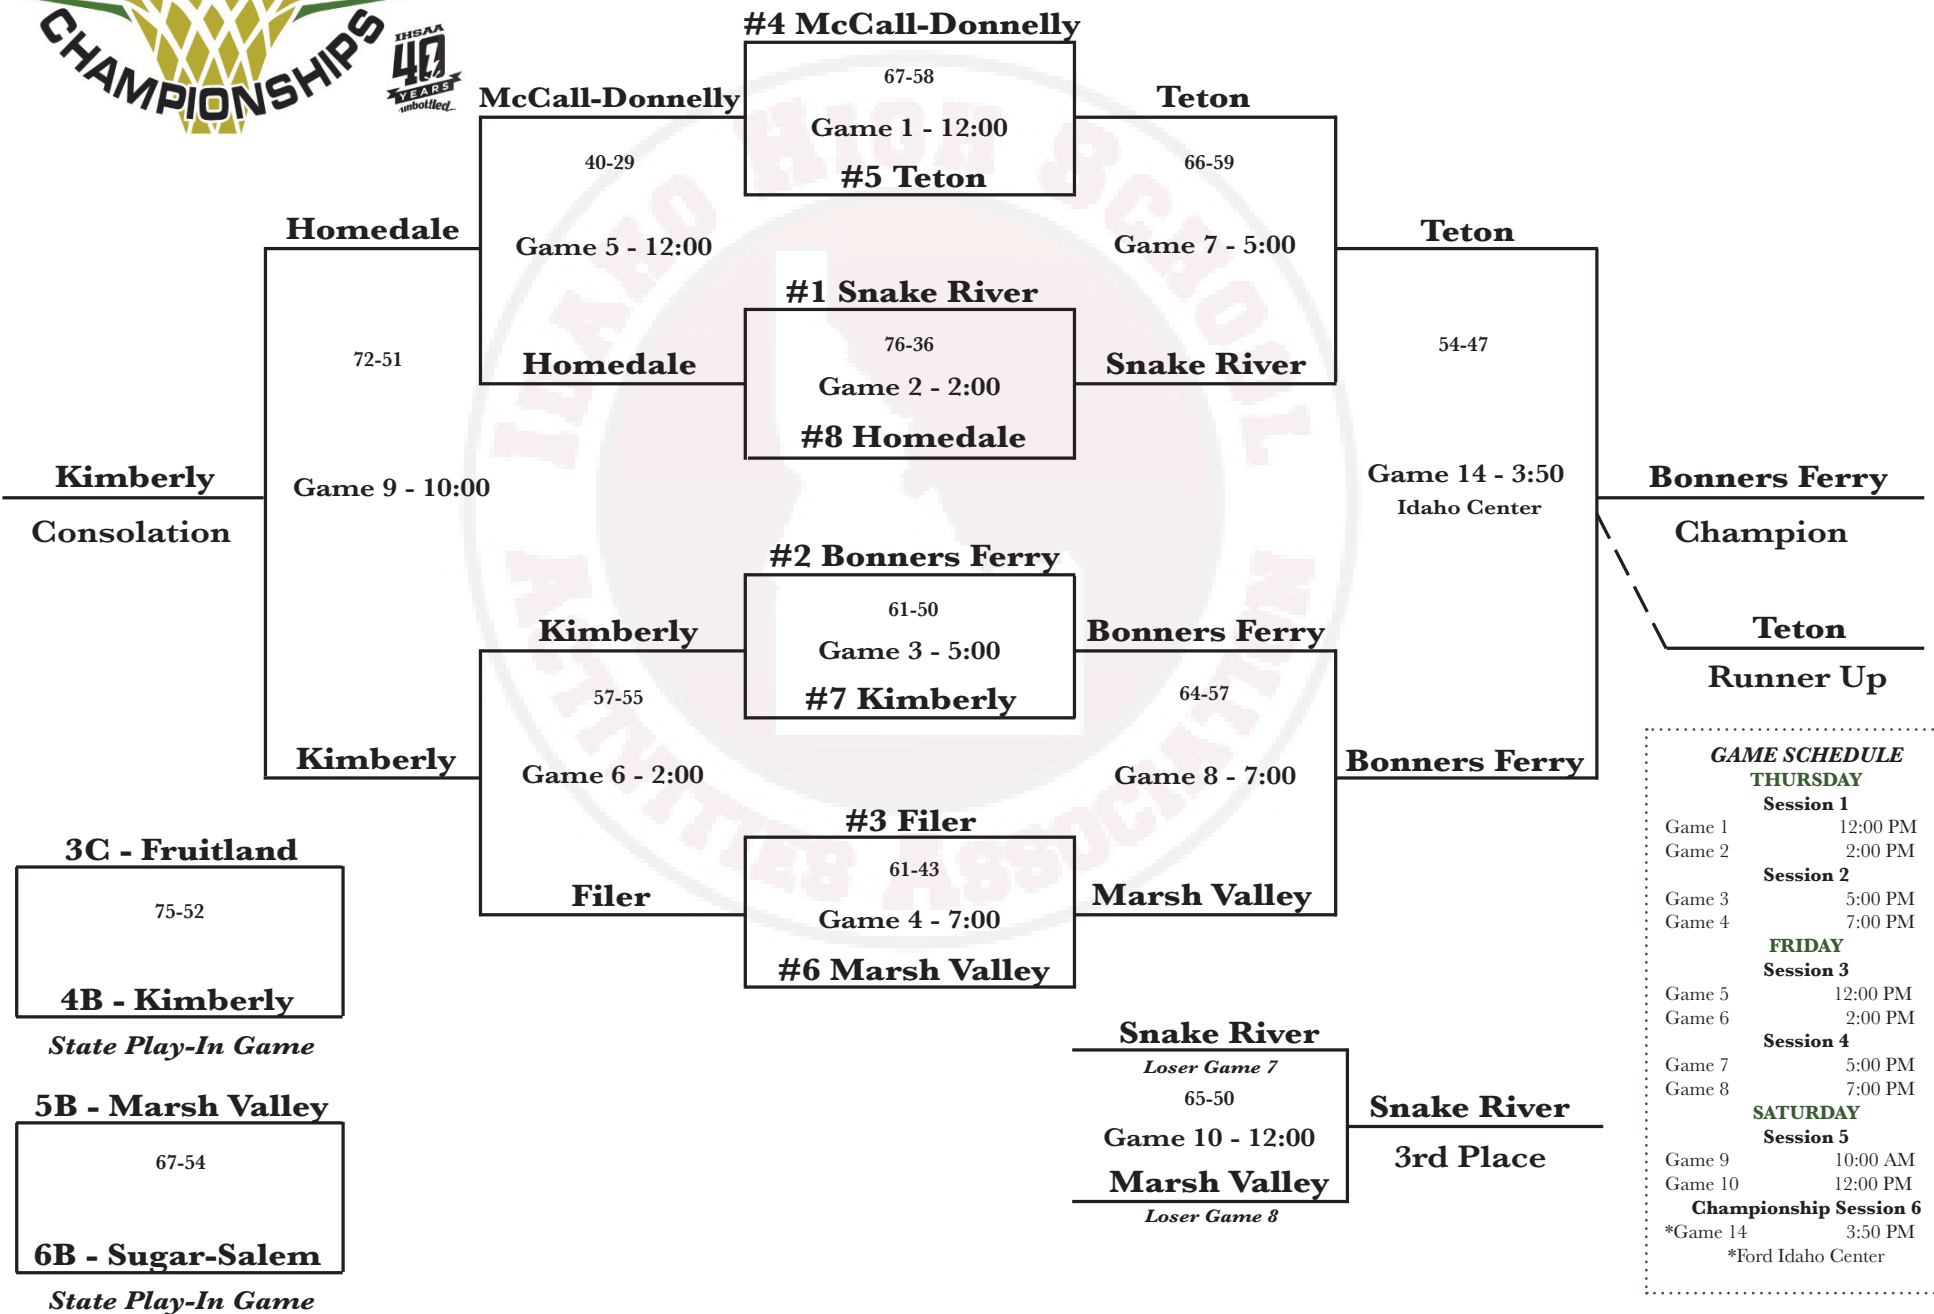 CHAMPIONSHIPS
IHSAA
40
YEARS
unbottled...
#4 McCall-Donnelly
67-58
Game 1 - 12:00
#5 Teton
McCall-Donnelly
40-29
Game 5 - 12:00
Teton
66-59
Game 7 - 5:00
Homedale
72-51
Game 9 - 10:00
#1 Snake River
76-36
Game 2 - 2:00
#8 Homedale
Homedale
Snake River
Teton
54-47
Game 14 - 3:50
Idaho Center
Kimberly
Consolation
Bonners Ferry
Champion
Teton
Runner Up
#2 Bonners Ferry
61-50
Game 3 - 5:00
#7 Kimberly
Kimberly
57-55
Game 6 - 2:00
Bonners Ferry
64-57
Game 8 - 7:00
Kimberly
Bonners Ferry
#3 Filer
61-43
Game 4 - 7:00
#6 Marsh Valley
Filer
Marsh Valley
3C - Fruitland
75-52
4B - Kimberly
State Play-In Game
5B - Marsh Valley
67-54
6B - Sugar-Salem
State Play-In Game
Snake River
Loser Game 7
65-50
Game 10 - 12:00
Marsh Valley
Loser Game 8
Snake River
3rd Place
GAME SCHEDULE
THURSDAY
Session 1
Game 1 12:00 PM
Game 2 2:00 PM
Session 2
Game 3 5:00 PM
Game 4 7:00 PM
FRIDAY
Session 3
Game 5 12:00 PM
Game 6 2:00 PM
Session 4
Game 7 5:00 PM
Game 8 7:00 PM
SATURDAY
Session 5
Game 9 10:00 AM
Game 10 12:00 PM
Championship Session 6
*Game 14 3:50 PM
*Ford Idaho Center
IDAHO HIGH SCHOOL
ACTIVITIES ASSOCIATION